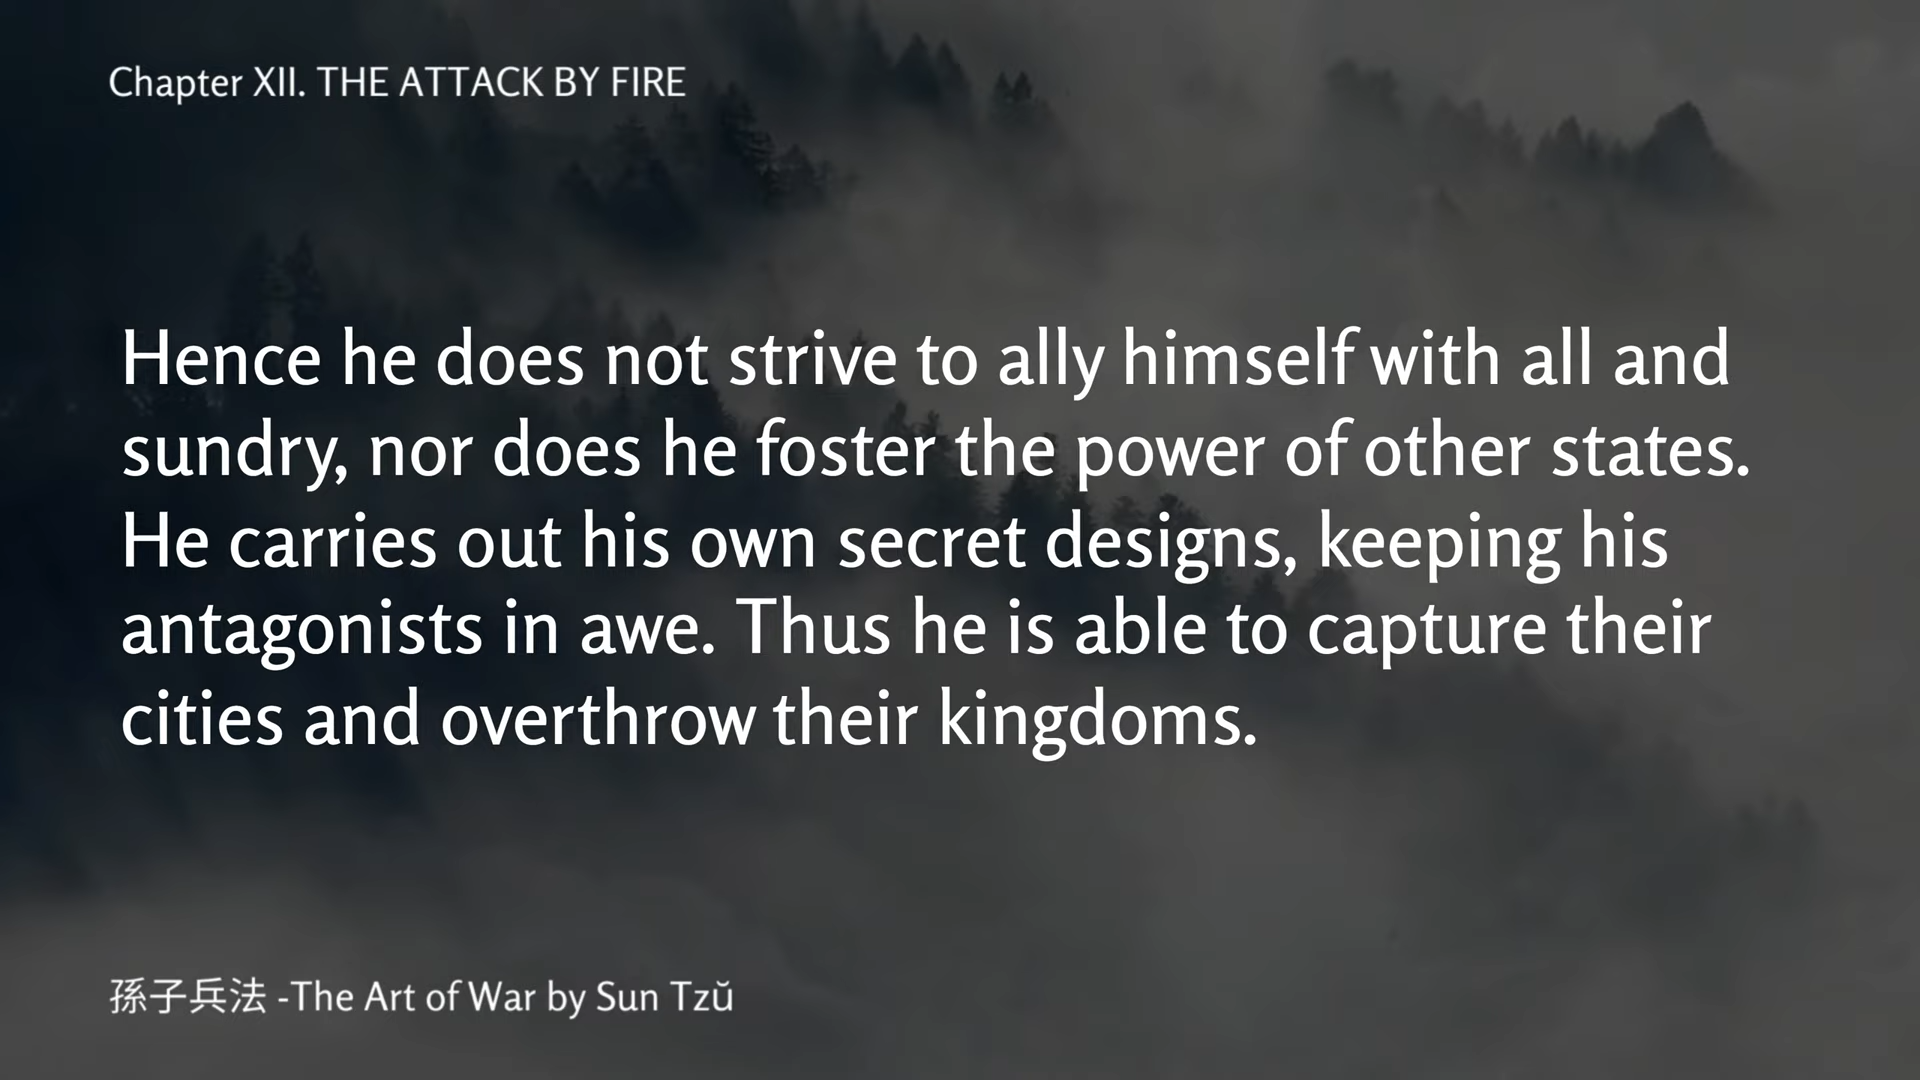 Chapter XII. THE ATTACK BY FIRE
Hence he does not strive to ally himself with all and
sundry, nor does he foster the power of other states.
He carries out his own secret designs, keeping his
antagonists in awe. Thus he is able to capture their
cities and overthrow their kingdoms.
孫子兵法 -The Art of War by Sun Tzŭ